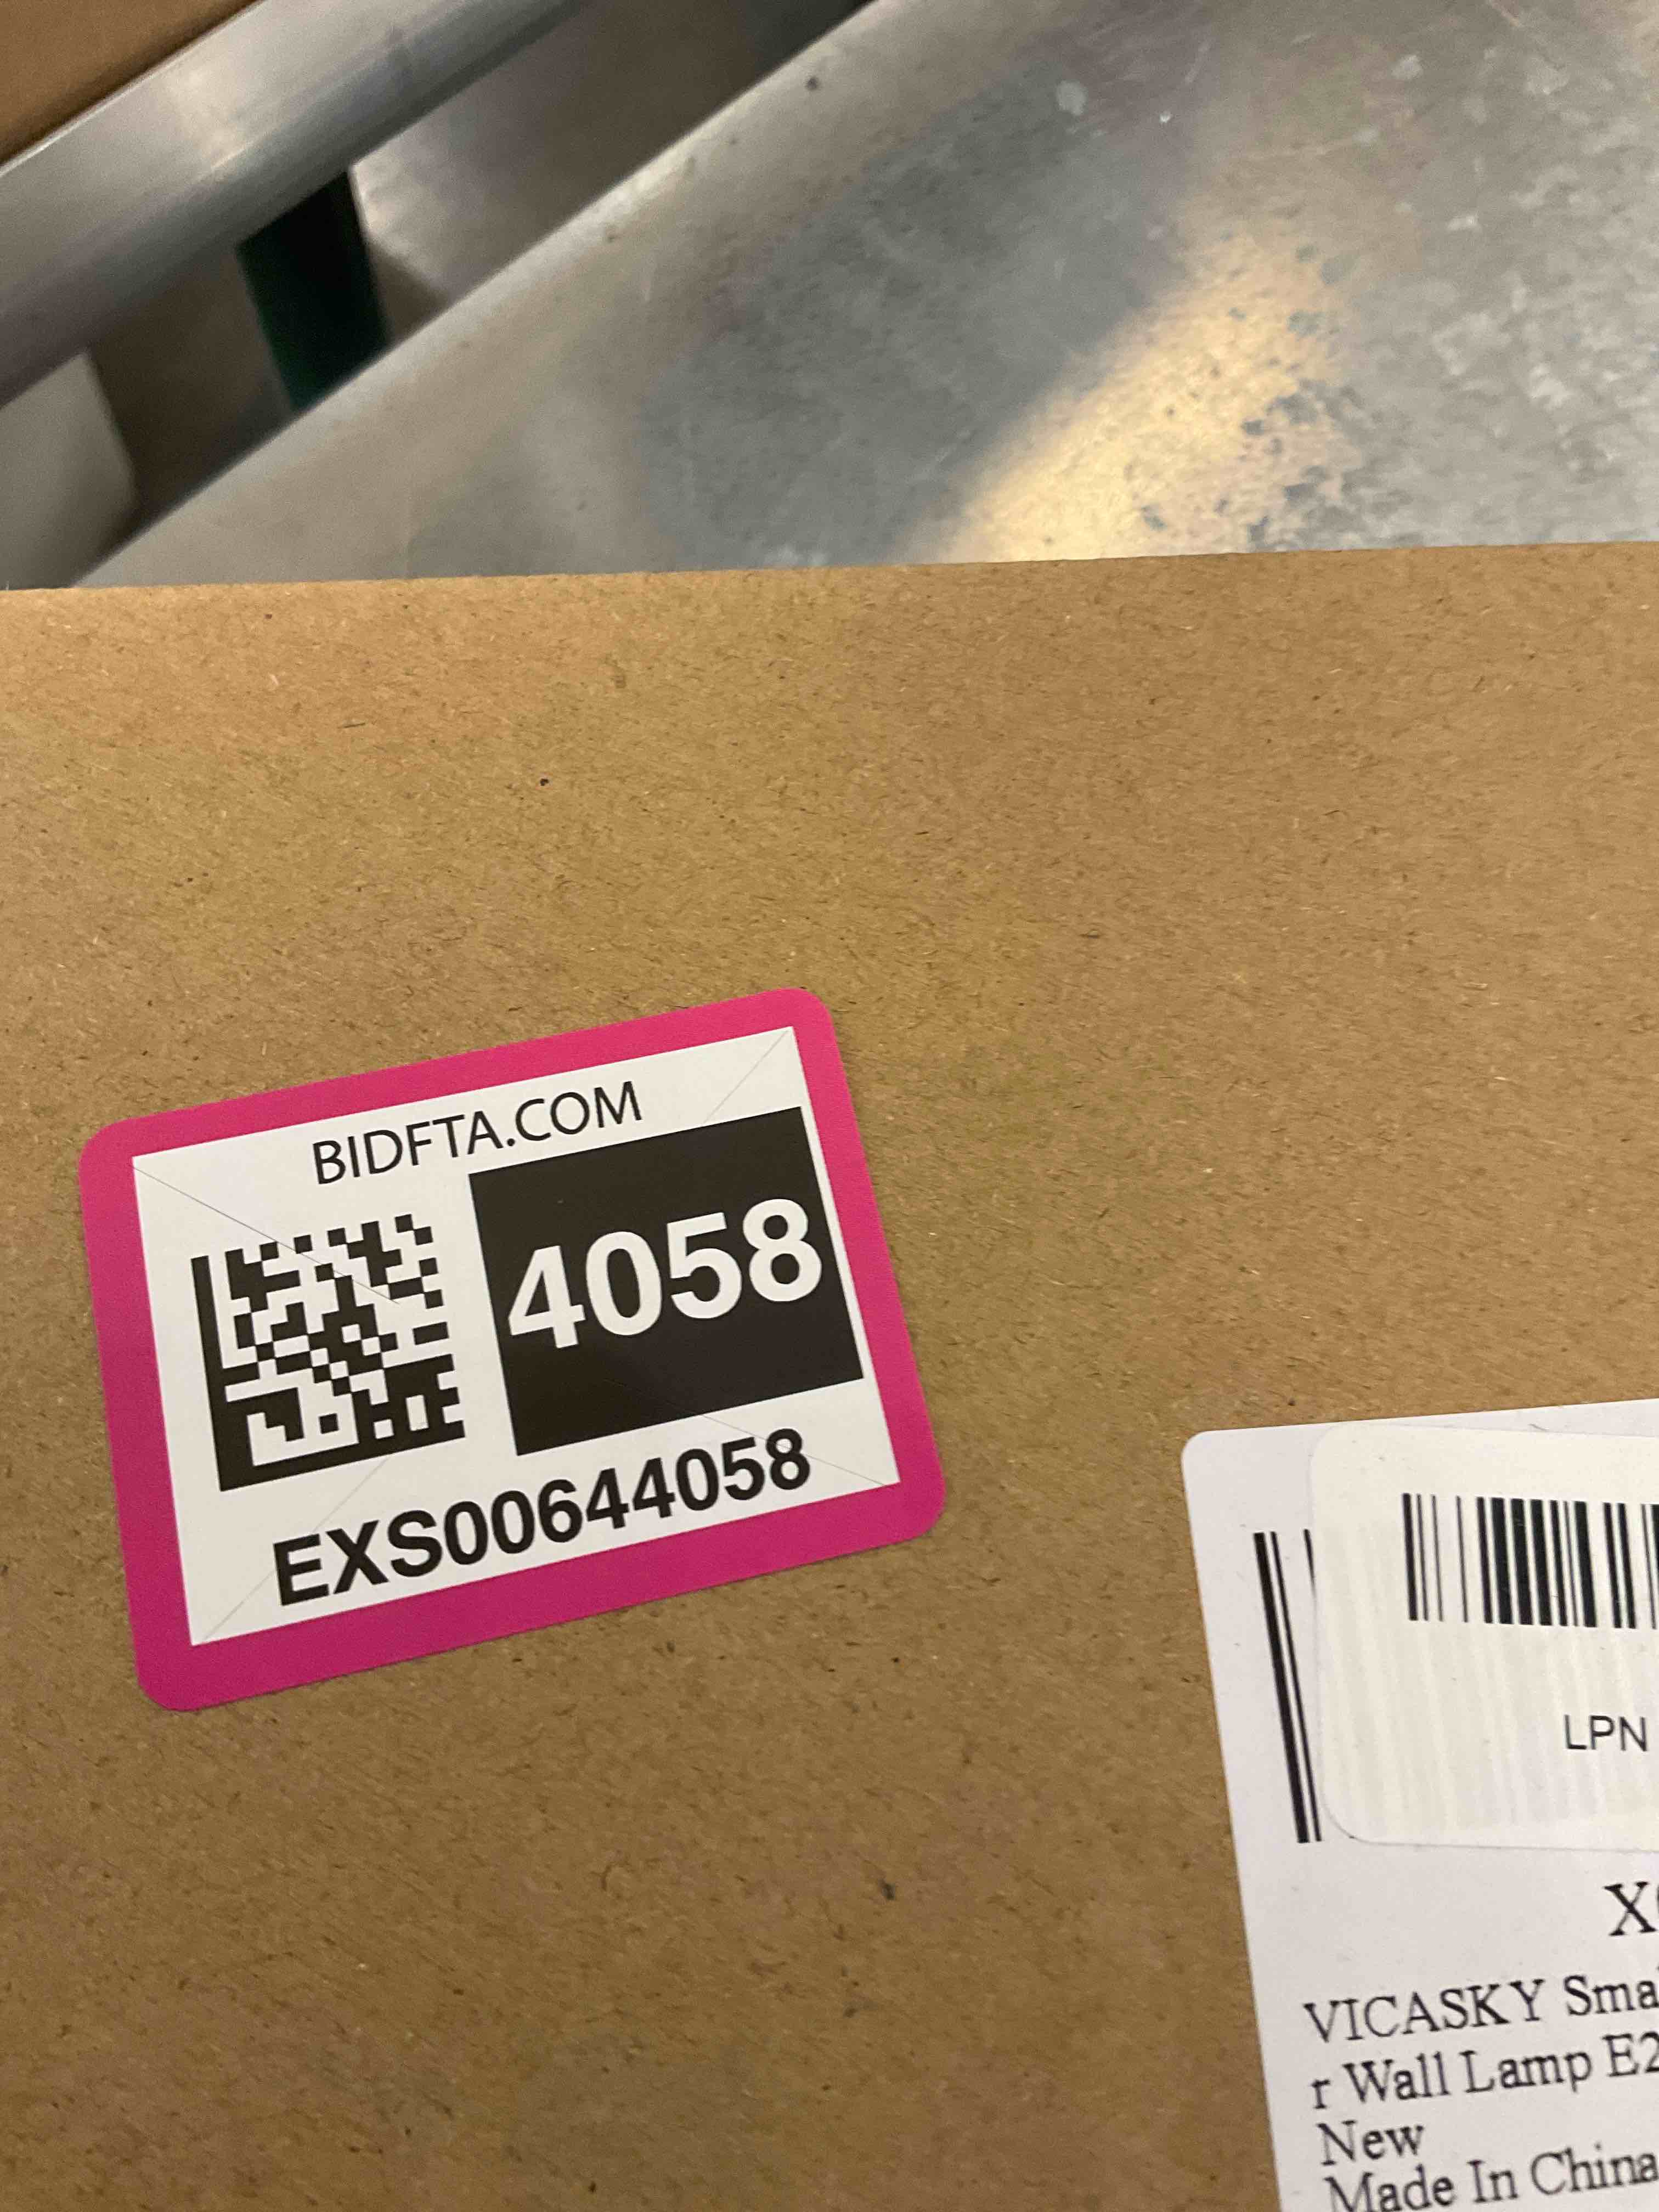 BIDFTA.COM
4058
EXS00644058
LPN
VICASKY
r Wall Lamp
New
Made In China